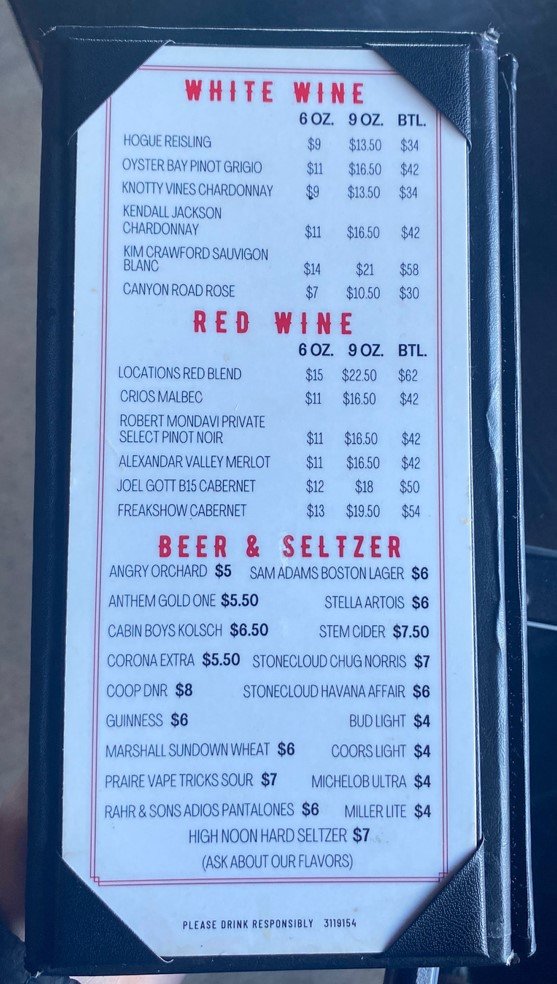 WHITE WINE
6 OZ. 9 OZ. BTL.
HOGUE REISLING $9 $13.50 $34
OYSTER BAY PINOT GRIGIO $11 $16.50 $42
KNOTTY VINES CHARDONNAY $9 $13.50 $34
KENDALL JACKSON
CHARDONNAY $11 $16.50 $42
KIM CRAWFORD SAUVIGON
BLANC $14 $21 $58
CANYON ROAD ROSE $7 $10.50 $30
RED WINE
6 OZ. 9 OZ. BTL.
LOCATIONS RED BLEND $15 $22.50 $62
CRIOS MALBEC $11 $16.50 $42
ROBERT MONDAVI PRIVATE
SELECT PINOT NOIR $11 $16.50 $42
ALEXANDAR VALLEY MERLOT $11 $16.50 $42
JOEL GOTT B15 CABERNET $12 $18 $50
FREAKSHOW CABERNET $13 $19.50 $54
BEER & SELTZER
ANGRY ORCHARD $5 SAM ADAMS BOSTON LAGER $6
ANTHEM GOLD ONE $5.50 STELLA ARTOIS $6
CABIN BOYS KOLSCH $6.50 STEM CIDER $7.50
CORONA EXTRA $5.50 STONECLOUD CHUG NORRIS $7
COOP DNR $8 STONECLOUD HAVANA AFFAIR $6
GUINNESS $6 BUD LIGHT $4
MARSHALL SUNDOWN WHEAT $6 COORS LIGHT $4
PRAIRE VAPE TRICKS SOUR $7 MICHELOB ULTRA $4
RAHR & SONS ADIOS PANTALONES $6 MILLER LITE $4
HIGH NOON HARD SELTZER $7
(ASK ABOUT OUR FLAVORS)
PLEASE DRINK RESPONSIBLY 3119154